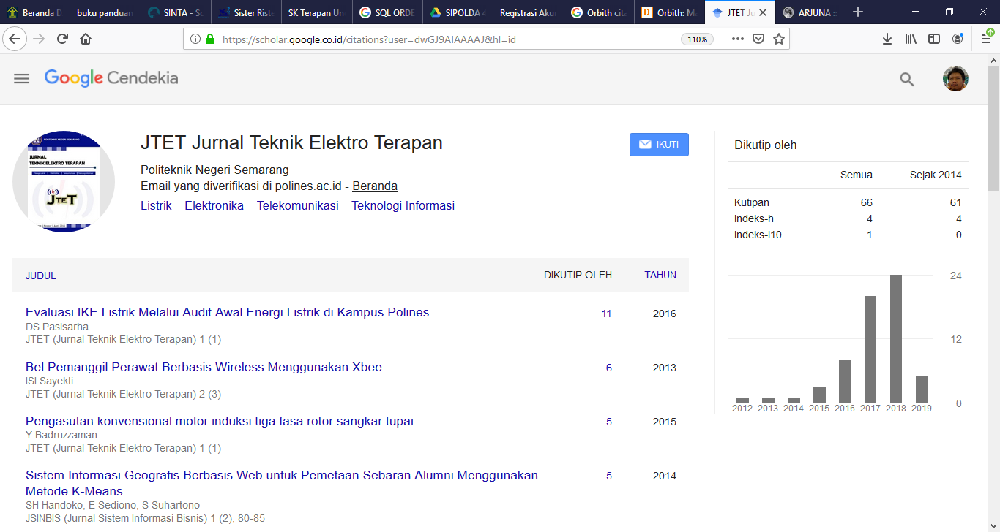 Beranda D
buku panduan
SINTA - Sc
Sister Riste
SK Terapan Un
SQL ORDE
SIPOLDA 4
Registrasi Aku
Orbith cita
Orbith: Ma
JTET Ju
ARJUNA ::
https://scholar.google.co.id/citations?user=dwGJ9AIAAAAJ&hl=id
110%
Google Cendekia
POLITEKNIK NEGERI SEMARANG
JURNAL
TEKNIK ELEKTRO TERAPAN
JTET
JTET Jurnal Teknik Elektro Terapan
IKUTI
Politeknik Negeri Semarang
Email yang diverifikasi di polines.ac.id - Beranda
Listrik Elektronika Telekomunikasi Teknologi Informasi
JUDUL DIKUTIP OLEH TAHUN
Evaluasi IKE Listrik Melalui Audit Awal Energi Listrik di Kampus Polines 11 2016
DS Pasisarha
JTET (Jurnal Teknik Elektro Terapan) 1 (1)
Bel Pemanggil Perawat Berbasis Wireless Menggunakan Xbee 6 2013
ISI Sayekti
JTET (Jurnal Teknik Elektro Terapan) 2 (3)
Pengasutan konvensional motor induksi tiga fasa rotor sangkar tupai 5 2015
Y Badruzzaman
JTET (Jurnal Teknik Elektro Terapan) 1 (1)
Sistem Informasi Geografis Berbasis Web untuk Pemetaan Sebaran Alumni Menggunakan 5 2014
Metode K-Means
SH Handoko, E Sediono, S Suhartono
JSINBIS (Jurnal Sistem Informasi Bisnis) 1 (2), 80-85
Dikutip oleh
Semua Sejak 2014
Kutipan 66 61
indeks-h 4 4
indeks-i10 1 0
24
12
0
2012 2013 2014 2015 2016 2017 2018 2019